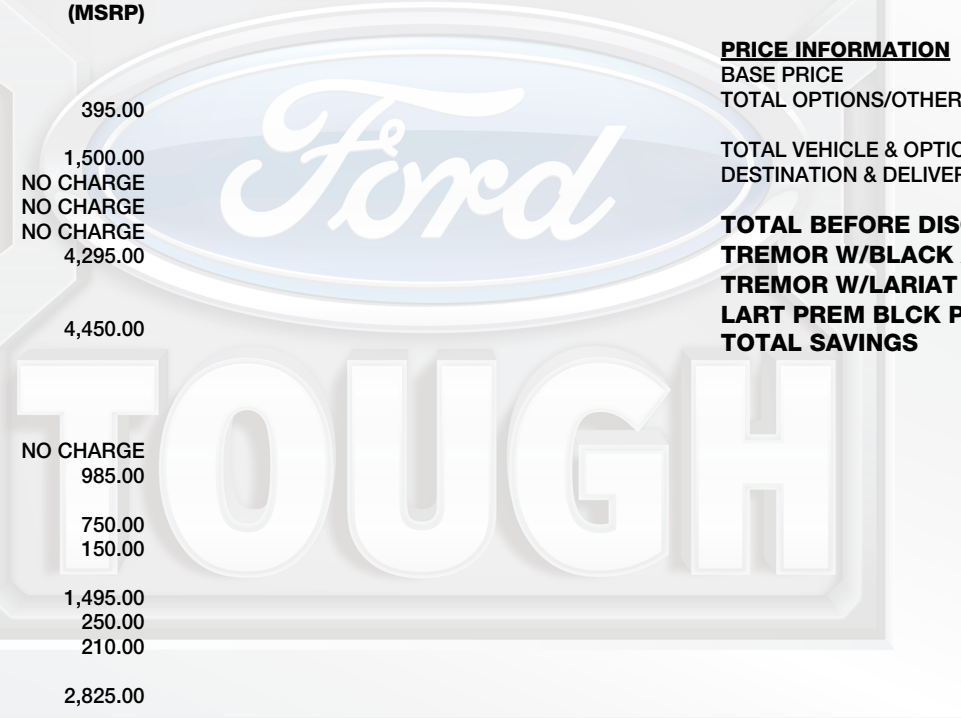 (MSRP)
395.00
1,500.00
NO CHARGE
NO CHARGE
NO CHARGE
4,295.00
4,450.00
NO CHARGE
985.00
750.00
150.00
1,495.00
250.00
210.00
2,825.00
PRICE INFORMATION
BASE PRICE
TOTAL OPTIONS/OTHER
TOTAL VEHICLE & OPTIO
DESTINATION & DELIVER
TOTAL BEFORE DIS
TREMOR W/BLACK
TREMOR W/LARIAT
LART PREM BLCK P
TOTAL SAVINGS
Ford
TOUGH